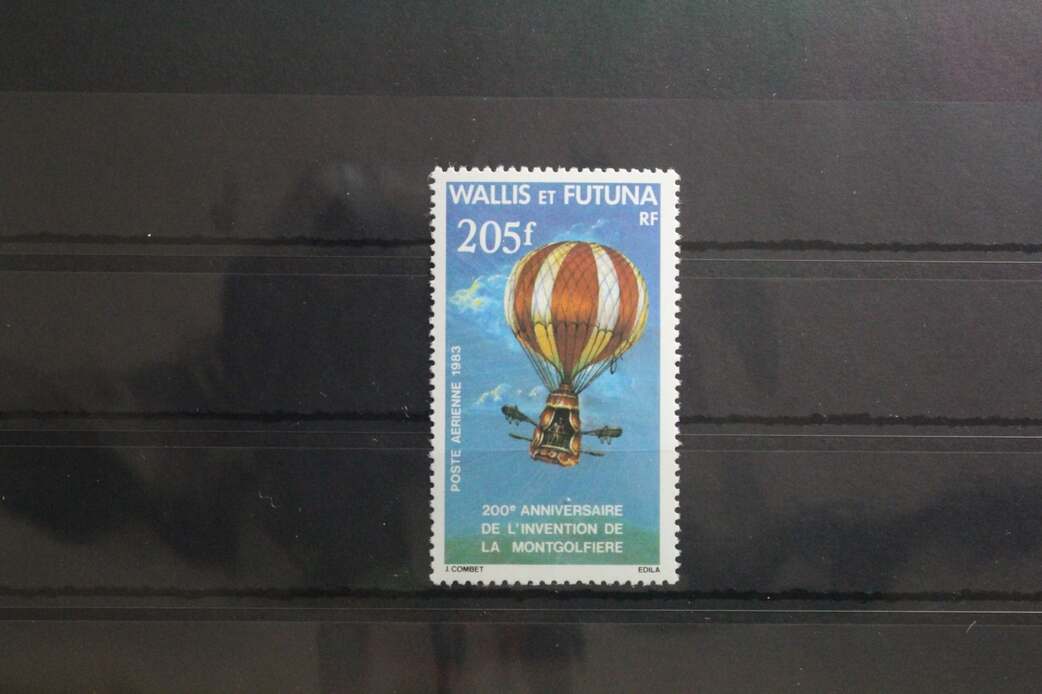 WALLIS ET FUTUNA
RF
205f
POSTE AERIENNE 1983
200e ANNIVERSAIRE
DE L'INVENTION DE
LA MONTGOLFIERE
J. COMBET
EDILA